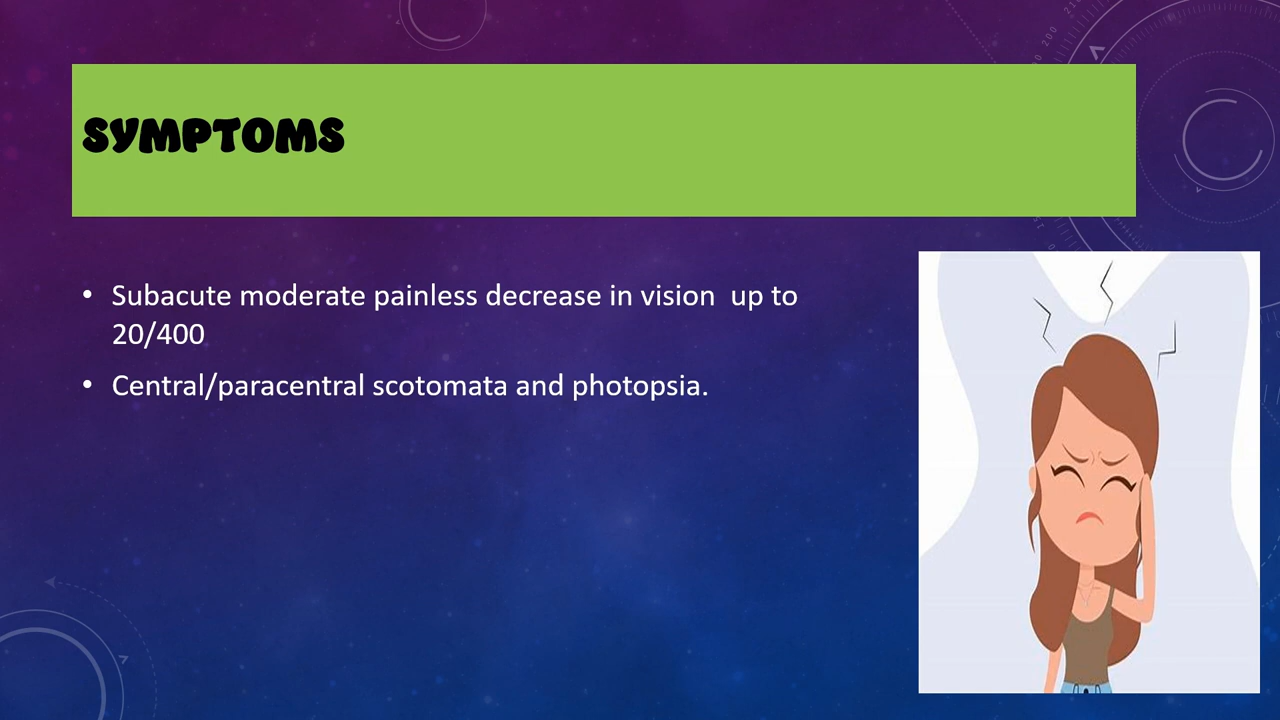 SYMPTOMS
• Subacute moderate painless decrease in vision  up to
20/400
• Central/paracentral scotomata and photopsia.